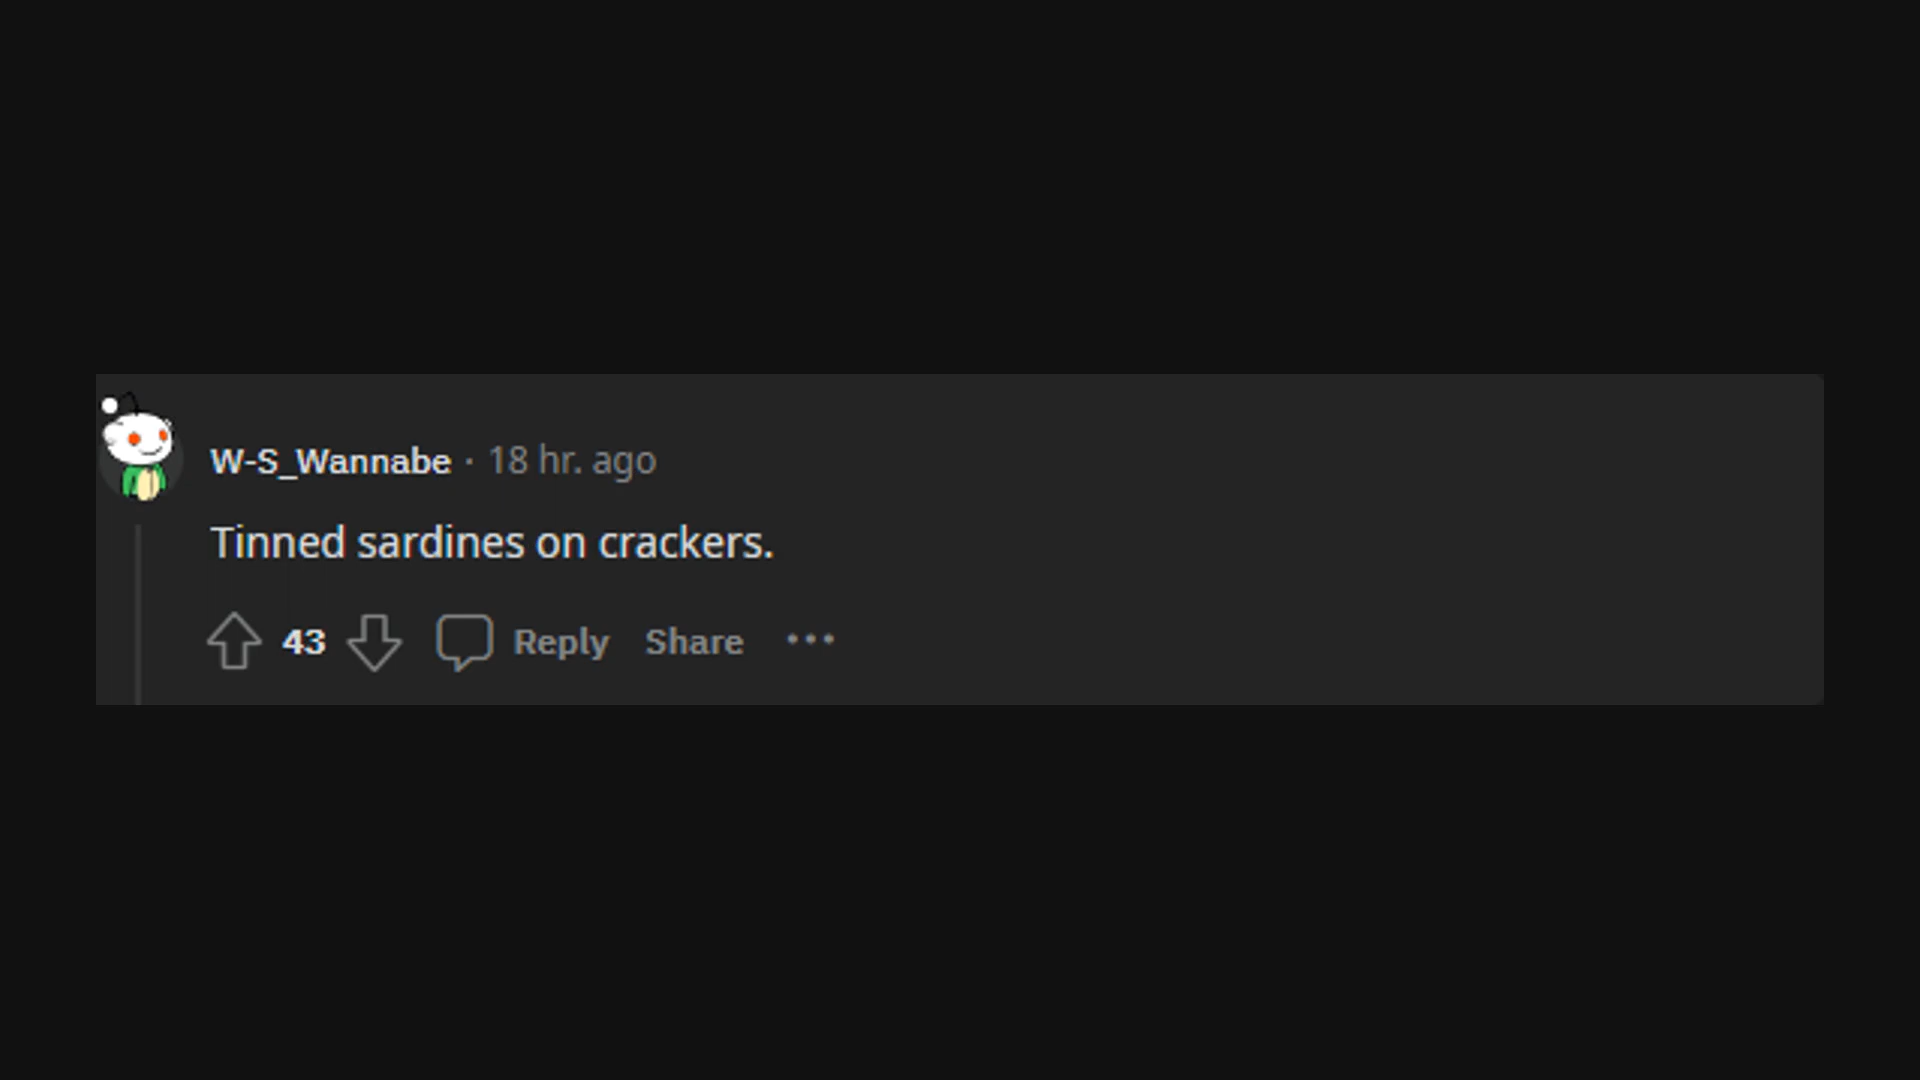 W-S_Wannabe · 18 hr. ago
Tinned sardines on crackers.
43 Reply Share ...